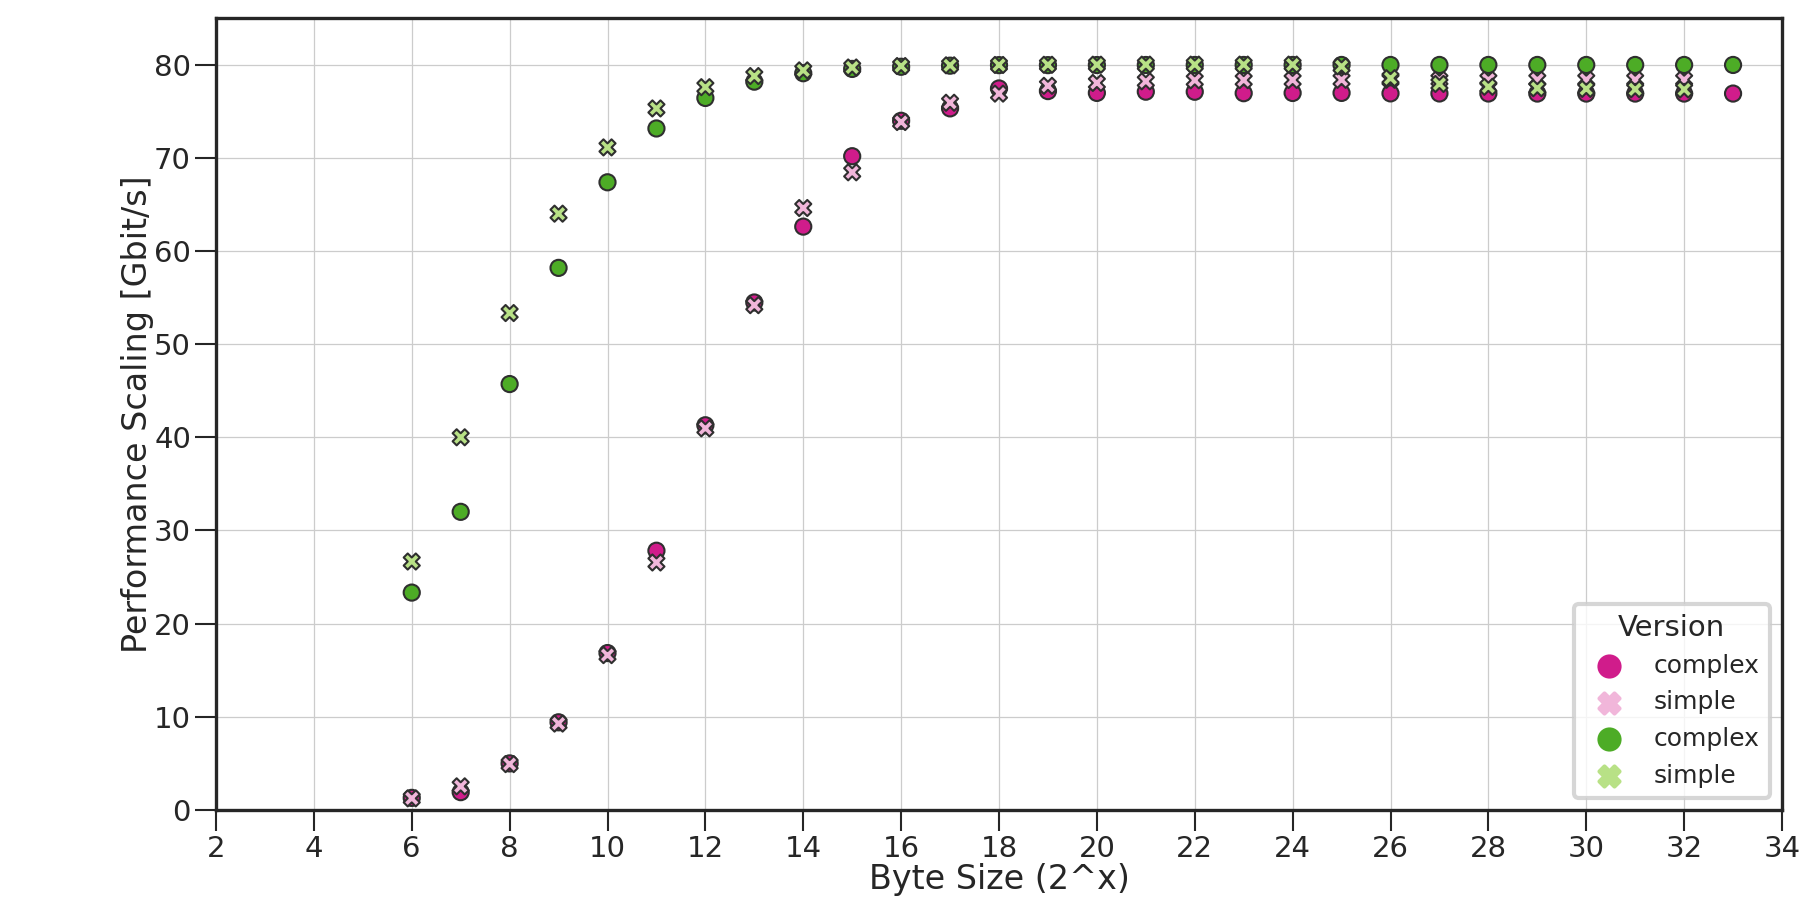 Performance Scaling [Gbit/s]
80
70
60
50
40
30
20
10
0
2 4 6 8 10 12 14 16 18 20 22 24 26 28 30 32 34
Byte Size (2^x)
Version
complex
simple
complex
simple